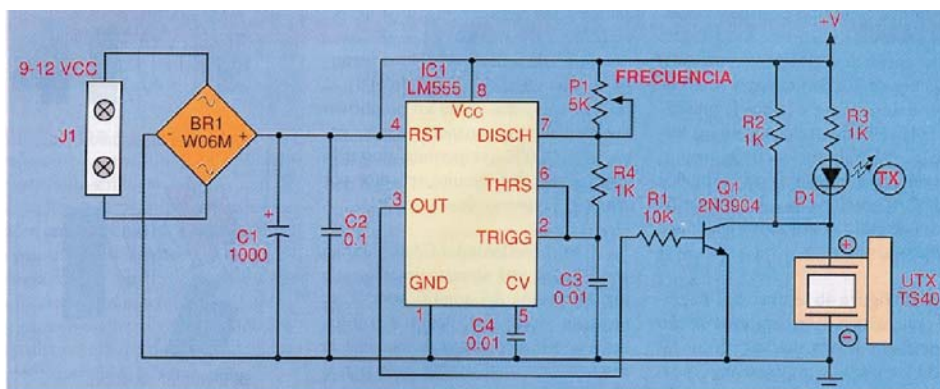 9-12 VCC
J1
BR1
W06M
-
+
C1
1000
+
C2
0.1
IC1
LM555
8
Vcc
4
RST
DISCH
7
THRS
6
3
OUT
TRIGG
2
GND
CV
1
5
C4
0.01
P1
5K
FRECUENCIA
R4
1K
C3
0.01
R1
10K
Q1
2N3904
R2
1K
+V
R3
1K
D1
TX
+
-
UTX
TS40